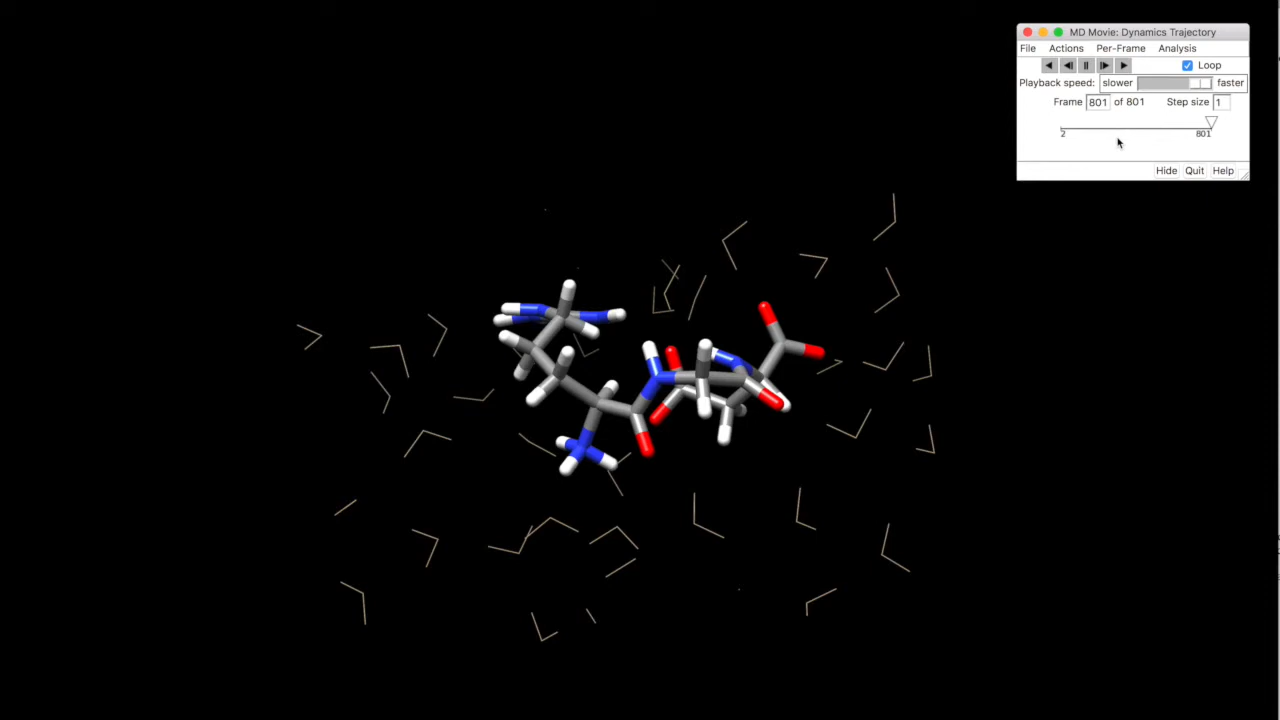 MD Movie: Dynamics Trajectory
File Actions Per-Frame Analysis
Loop
Playback speed: slower faster
Frame 801 of 801 Step size 1
2 801
Hide Quit Help